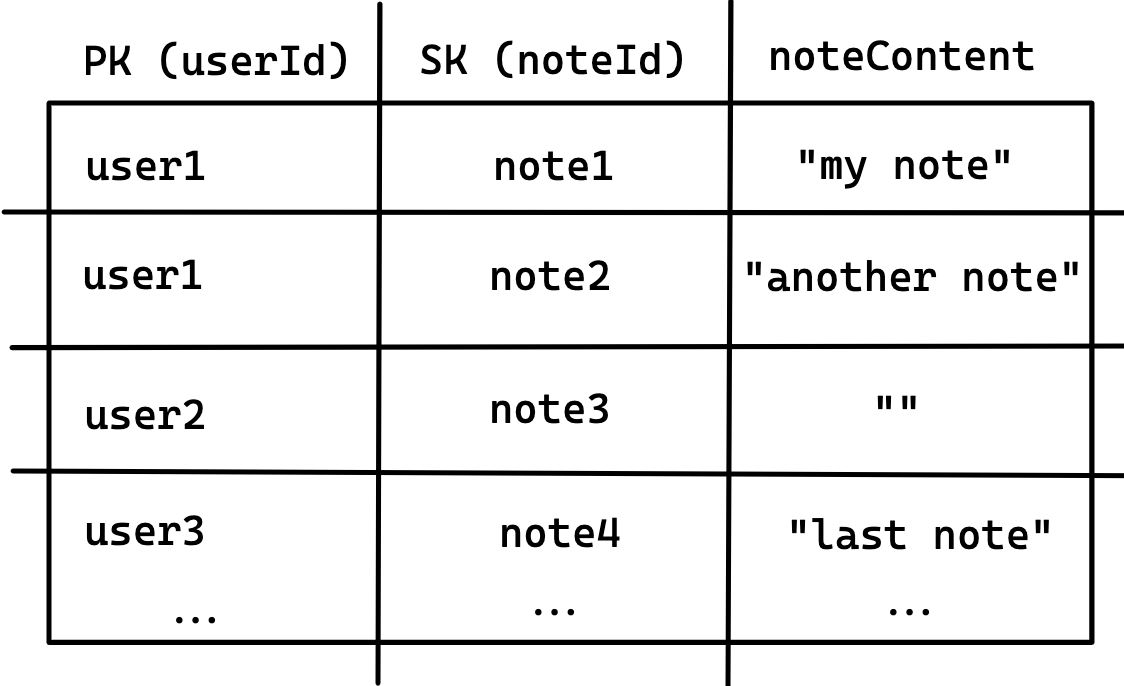 PK (userId) SK (noteId) noteContent
user1 note1 "my note"
user1 note2 "another note"
user2 note3 ""
user3 note4 "last note"
... ... ...